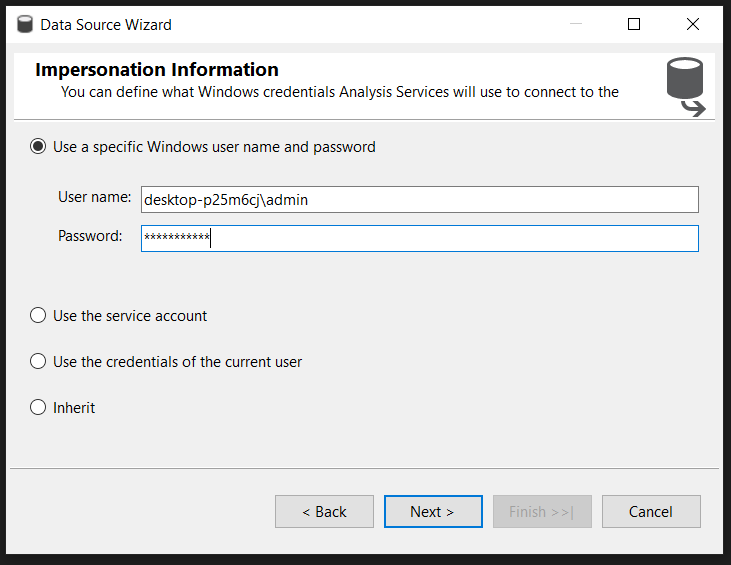 Data Source Wizard
Impersonation Information
You can define what Windows credentials Analysis Services will use to connect to the
Use a specific Windows user name and password
User name: desktop-p25m6cj\admin
Password: ***********
Use the service account
Use the credentials of the current user
Inherit
< Back Next > Finish >>| Cancel